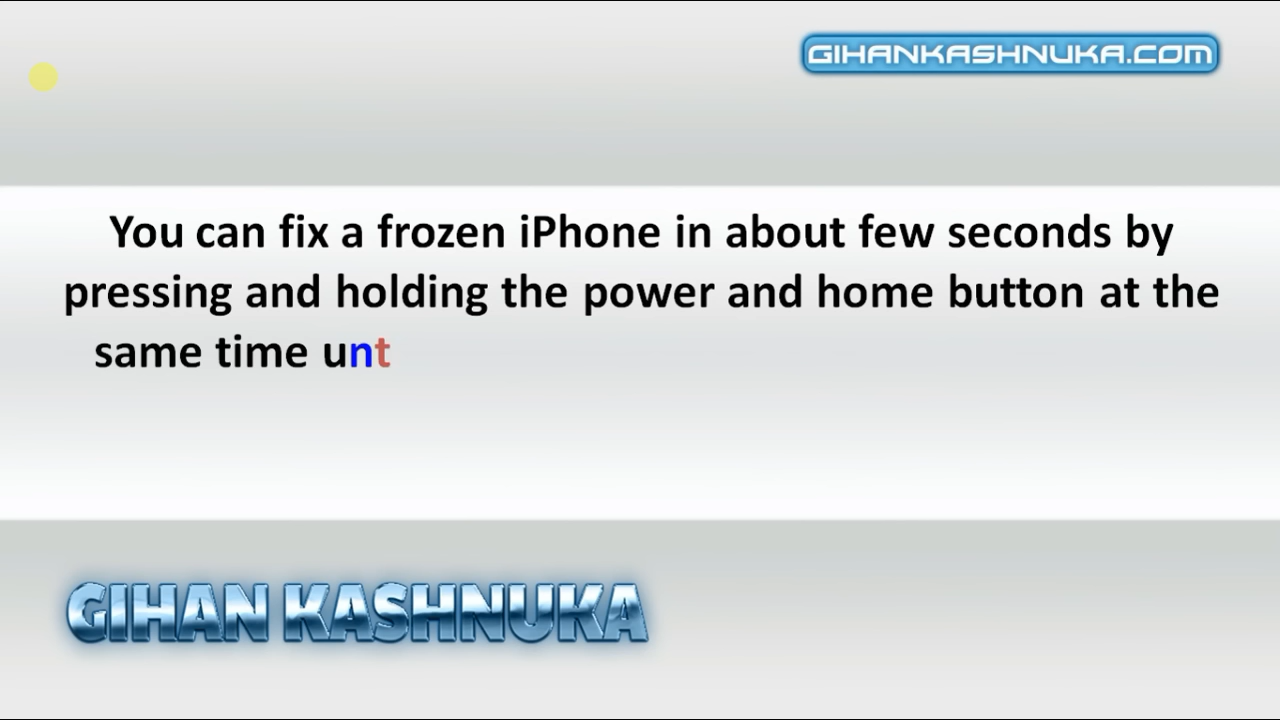 GIHANKASHNUKA.COM
You can fix a frozen iPhone in about few seconds by
pressing and holding the power and home button at the
same time unt
GIHAN KASHNUKA